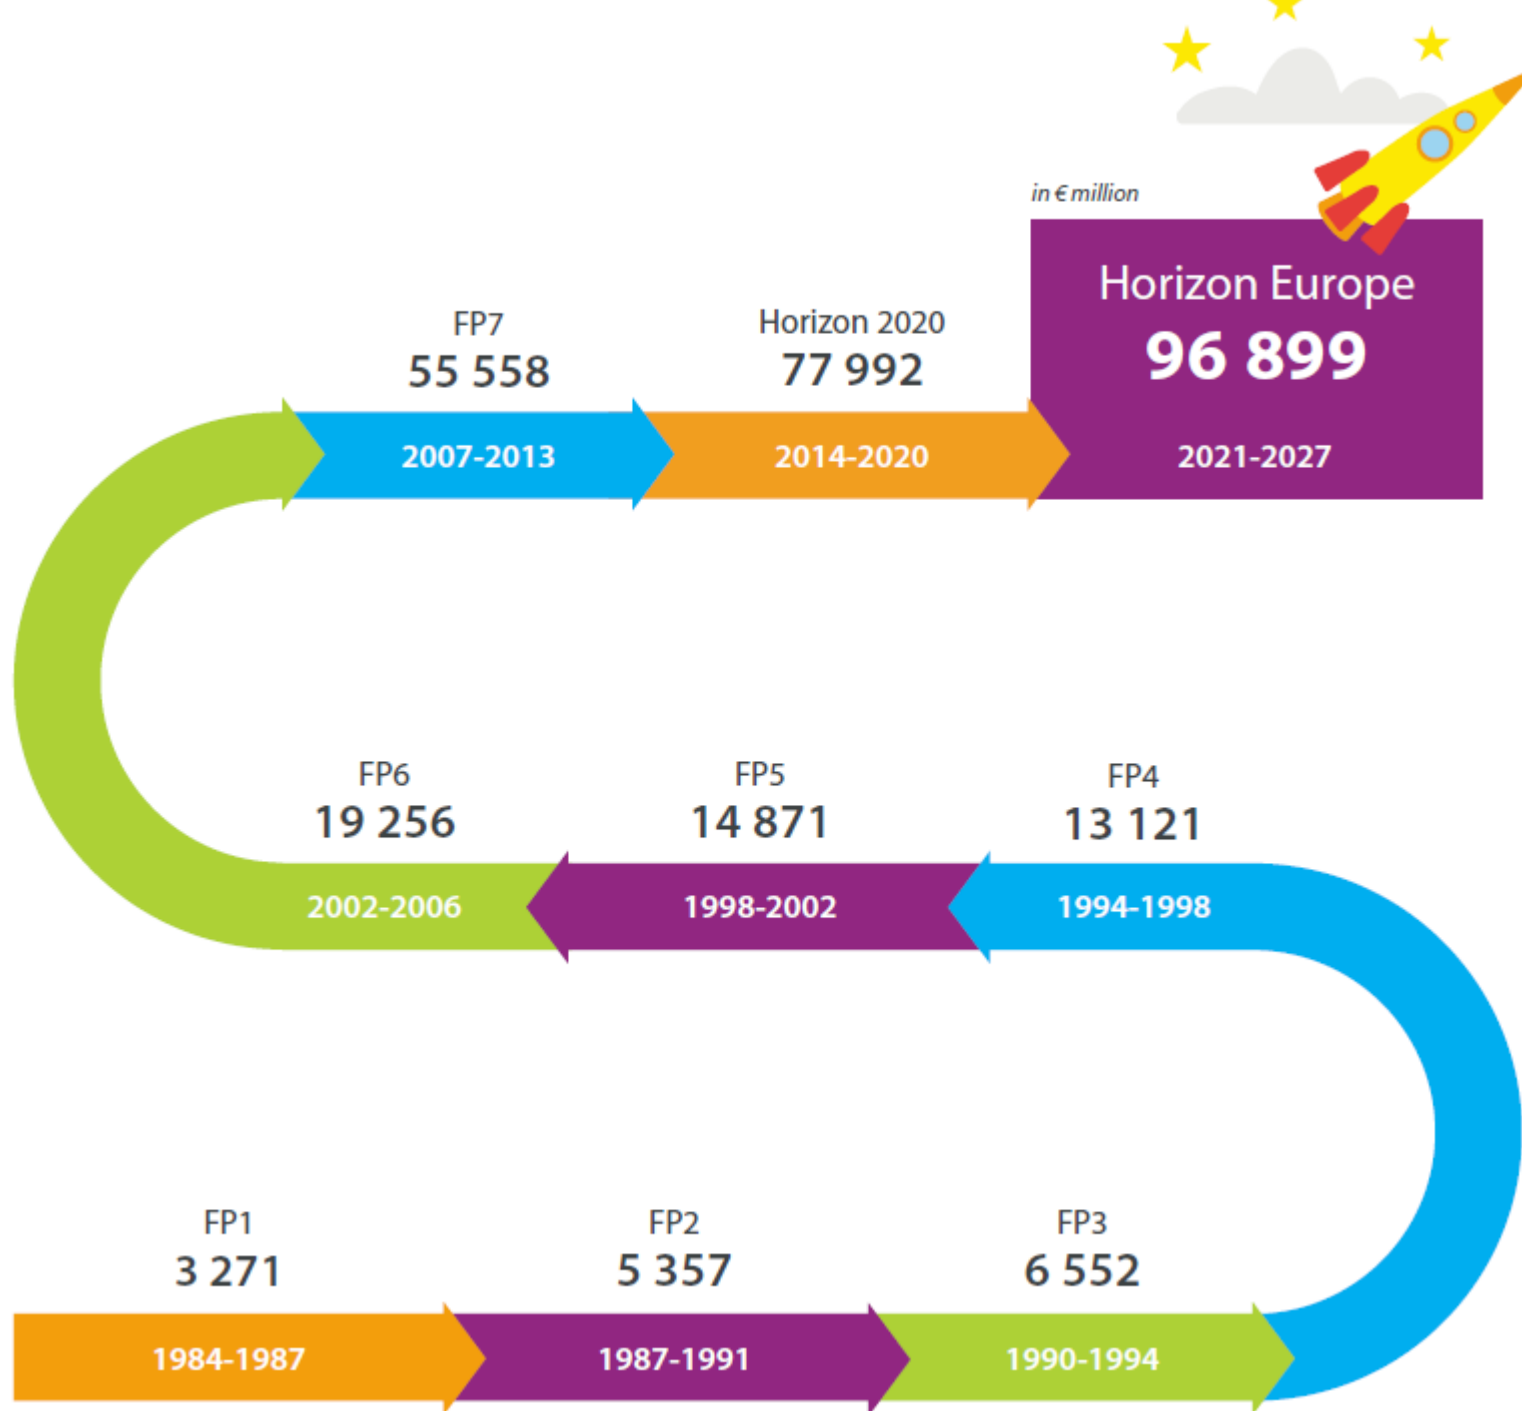 in € million
Horizon Europe
96 899
2021-2027
FP7
55 558
2007-2013
Horizon 2020
77 992
2014-2020
FP6
19 256
2002-2006
FP5
14 871
1998-2002
FP4
13 121
1994-1998
FP1
3 271
1984-1987
FP2
5 357
1987-1991
FP3
6 552
1990-1994